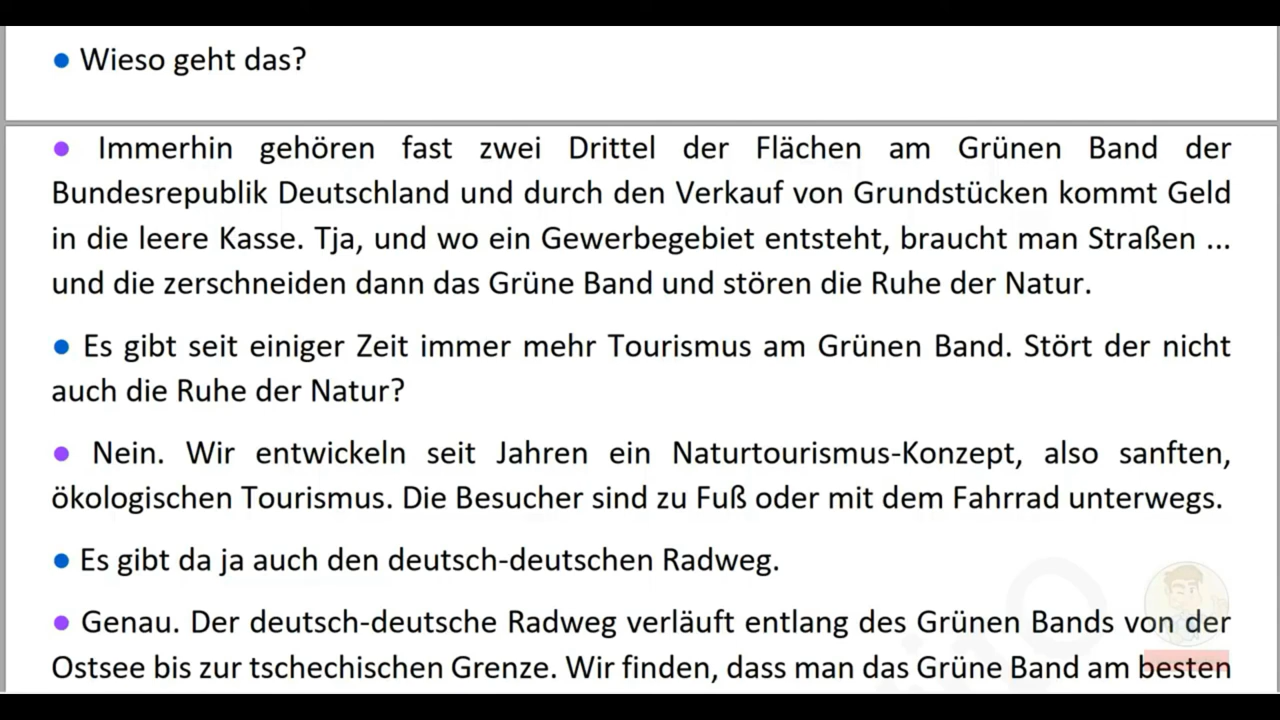 ● Wieso geht das?
● Immerhin gehören fast zwei Drittel der Flächen am Grünen Band der
Bundesrepublik Deutschland und durch den Verkauf von Grundstücken kommt Geld
in die leere Kasse. Tja, und wo ein Gewerbegebiet entsteht, braucht man Straßen ...
und die zerschneiden dann das Grüne Band und stören die Ruhe der Natur.
● Es gibt seit einiger Zeit immer mehr Tourismus am Grünen Band. Stört der nicht
auch die Ruhe der Natur?
● Nein. Wir entwickeln seit Jahren ein Naturtourismus-Konzept, also sanften,
ökologischen Tourismus. Die Besucher sind zu Fuß oder mit dem Fahrrad unterwegs.
● Es gibt da ja auch den deutsch-deutschen Radweg.
● Genau. Der deutsch-deutsche Radweg verläuft entlang des Grünen Bands von der
Ostsee bis zur tschechischen Grenze. Wir finden, dass man das Grüne Band am besten